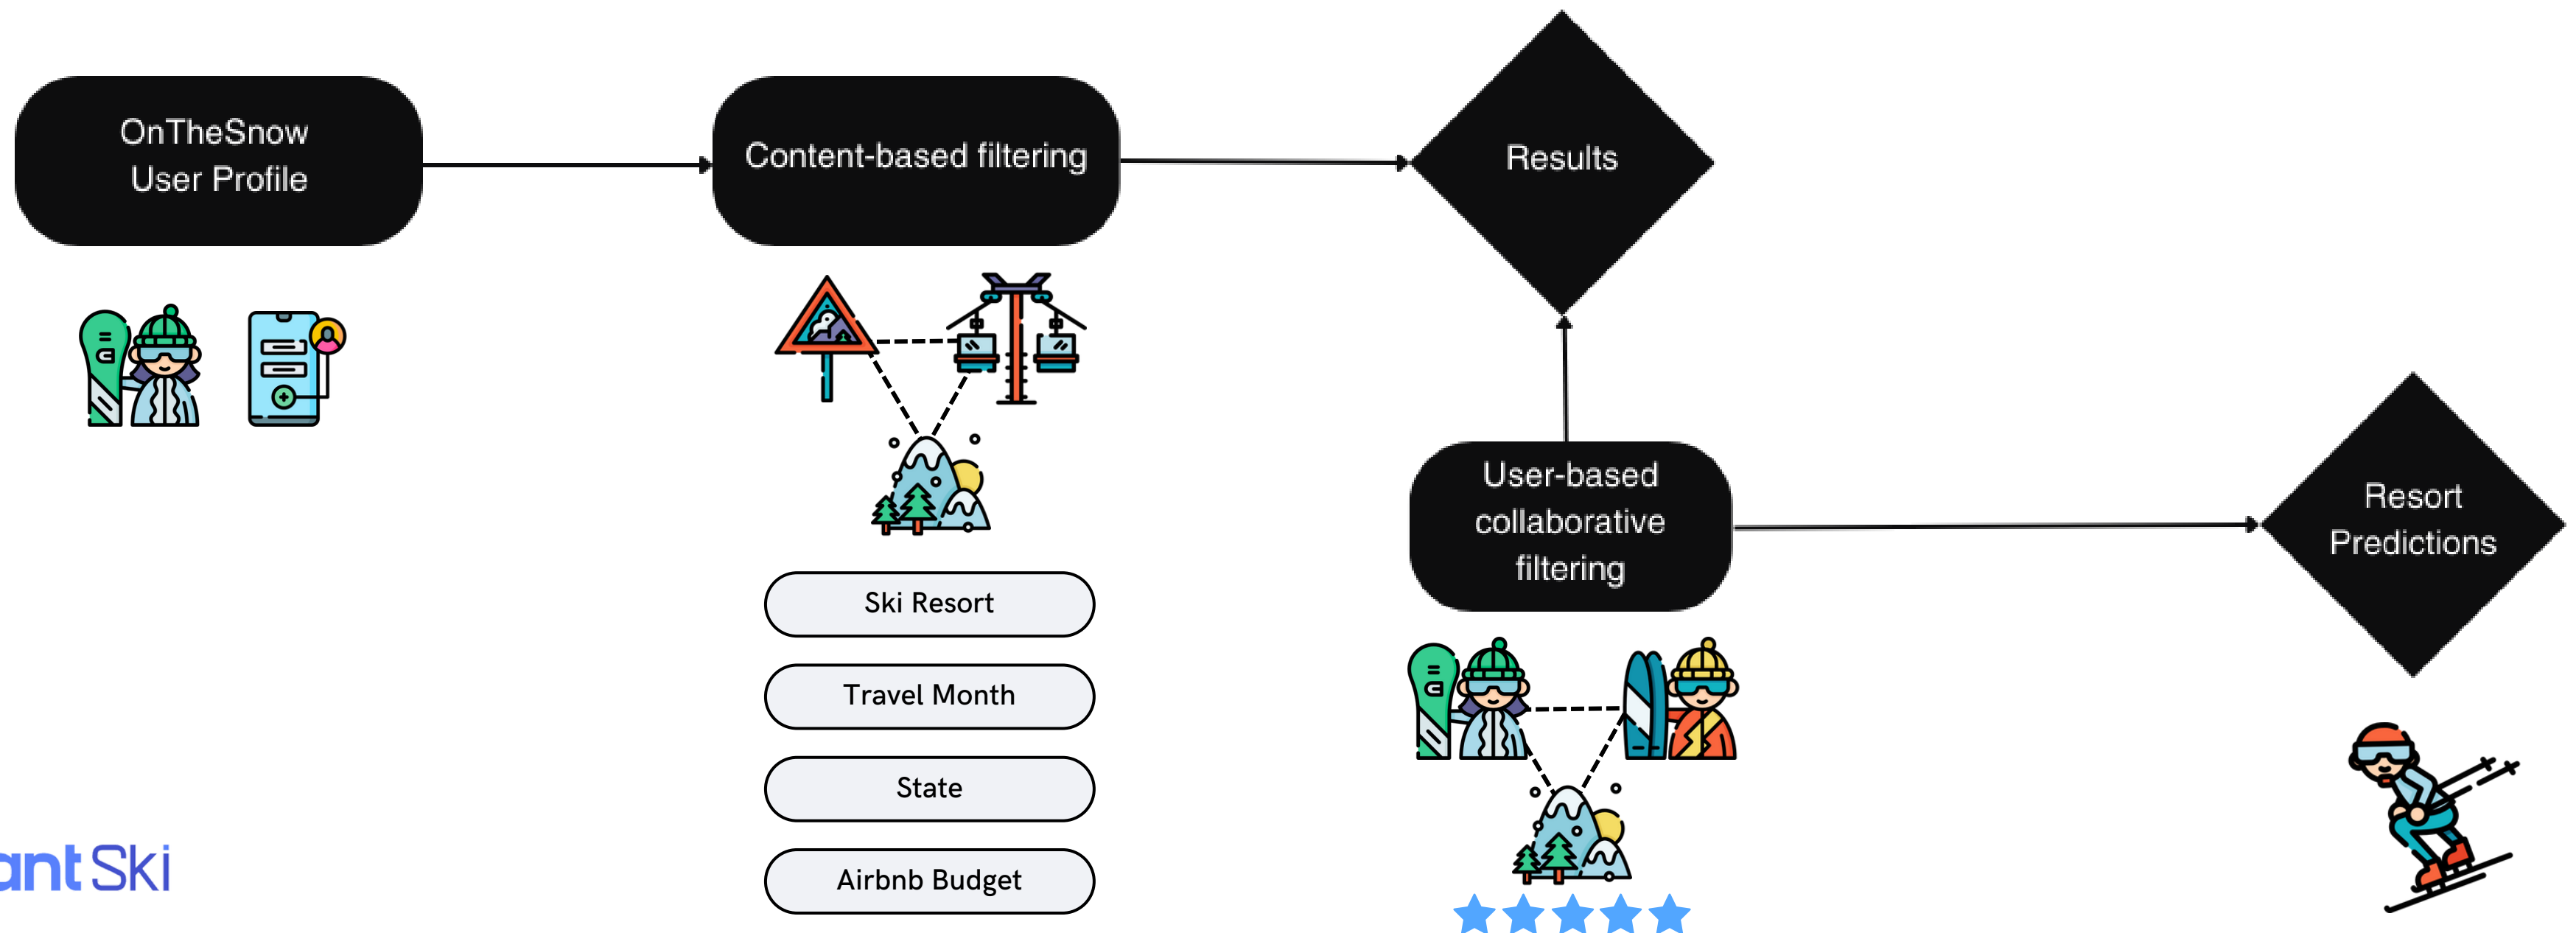 OnTheSnow
User Profile
Content-based filtering
Results
User-based
collaborative
filtering
Resort
Predictions
Ski Resort
Travel Month
State
Airbnb Budget
antSki